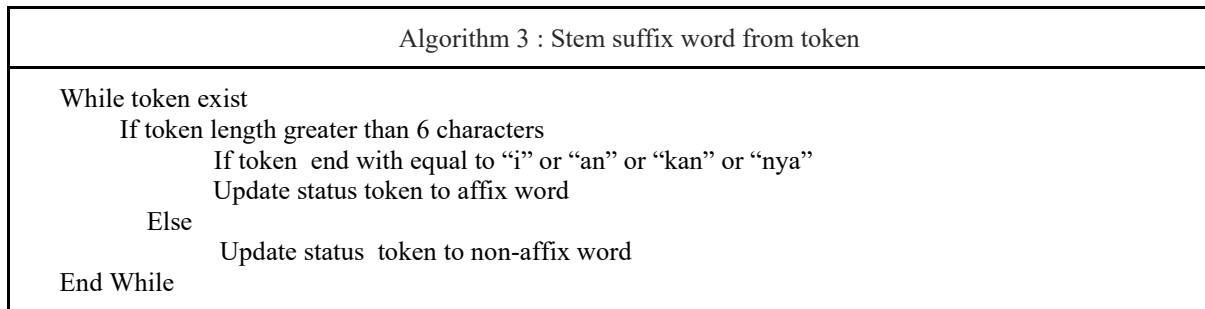 Algorithm 3 : Stem suffix word from token
While token exist
If token length greater than 6 characters
If token end with equal to “i” or “an” or “kan” or “nya”
Update status token to affix word
Else
Update status token to non-affix word
End While